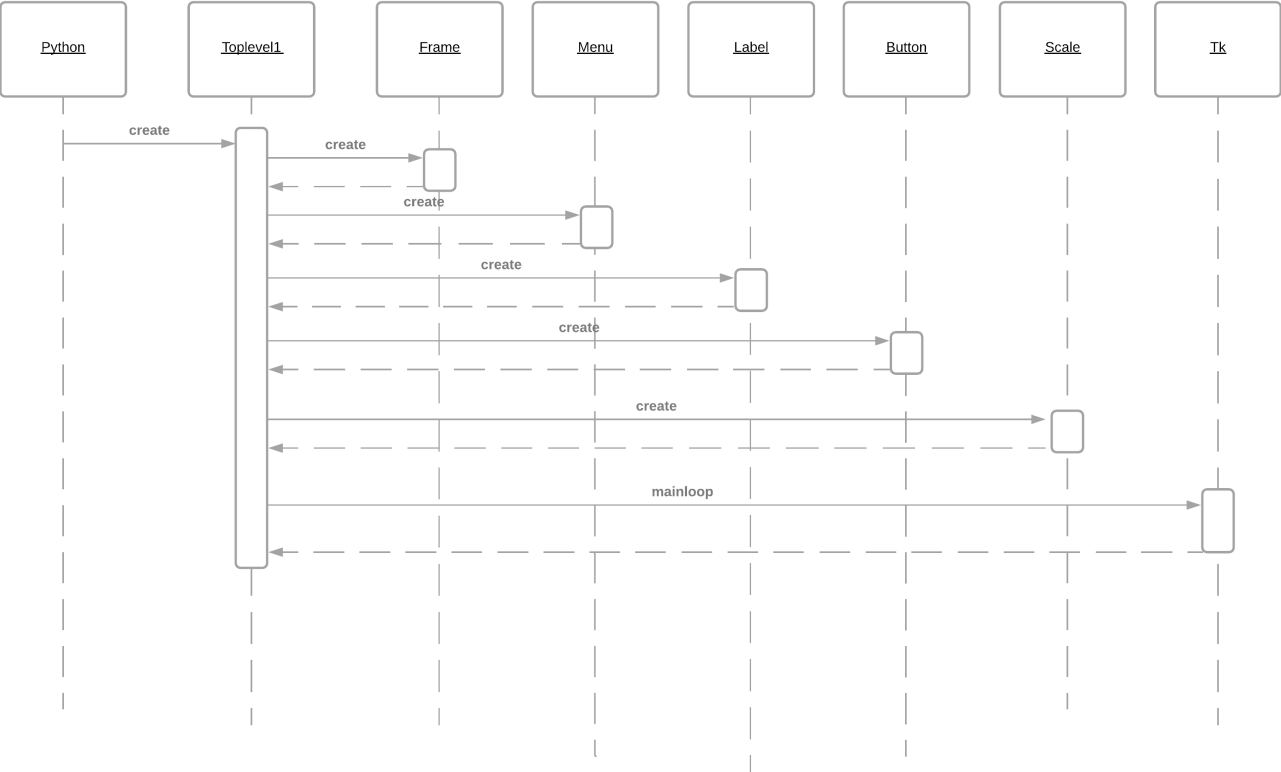 Python
Toplevel1
Frame
Menu
Label
Button
Scale
Tk
create
create
create
create
create
create
mainloop